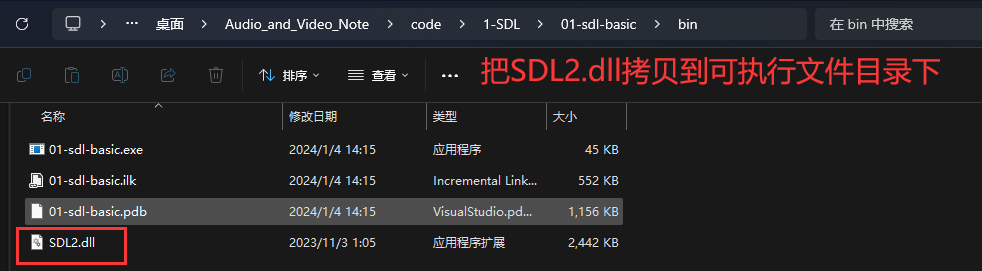 桌面 > Audio_and_Video_Note > code > 1-SDL > 01-sdl-basic > bin
在 bin 中搜索
排序
查看
把SDL2.dll拷贝到可执行文件目录下
名称 修改日期 类型 大小
01-sdl-basic.exe 2024/1/4 14:15 应用程序 45 KB
01-sdl-basic.ilk 2024/1/4 14:15 Incremental Link... 552 KB
01-sdl-basic.pdb 2024/1/4 14:15 VisualStudio.pd... 1,156 KB
SDL2.dll 2023/11/3 1:05 应用程序扩展 2,442 KB